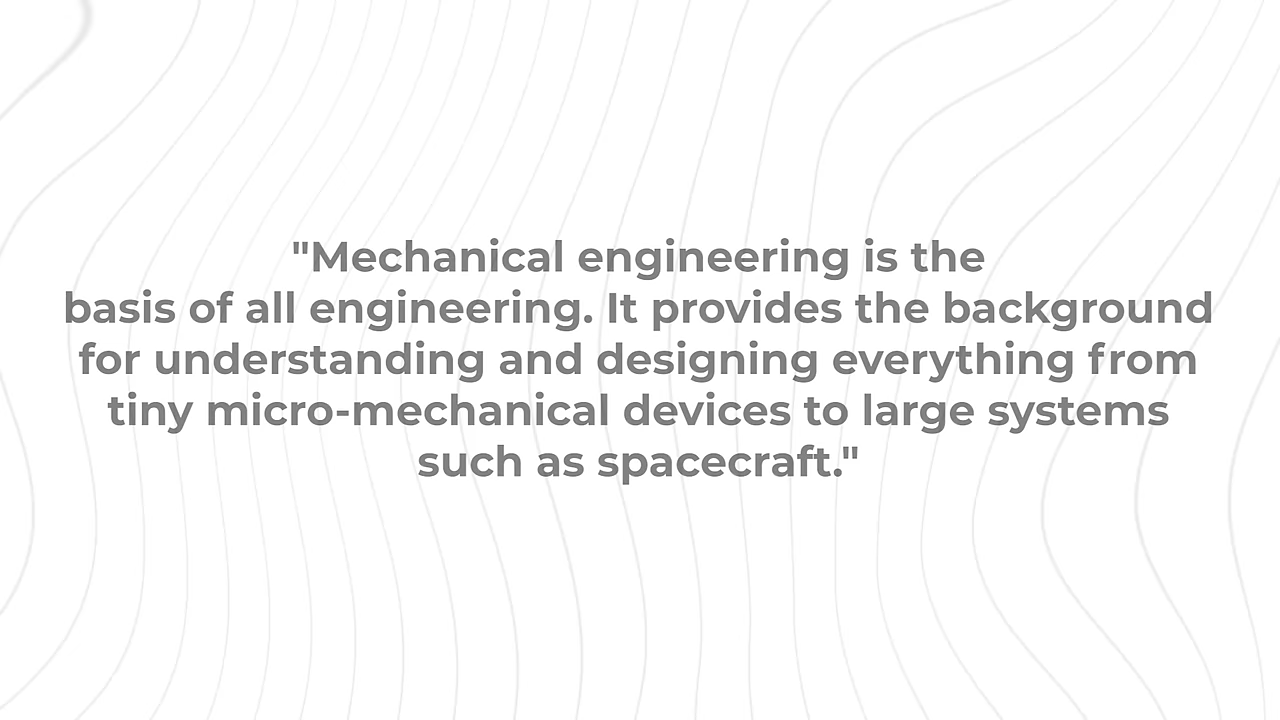 "Mechanical engineering is the
basis of all engineering. It provides the background
for understanding and designing everything from
tiny micro-mechanical devices to large systems
such as spacecraft."